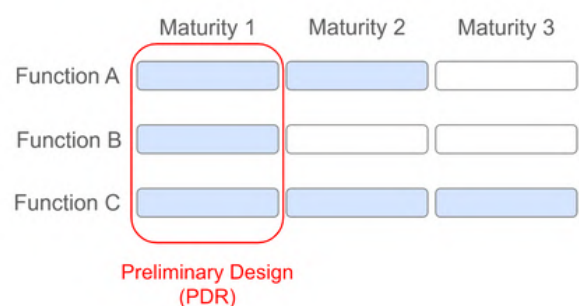 Maturity 1 Maturity 2 Maturity 3
Function A
Function B
Function C
Preliminary Design
(PDR)